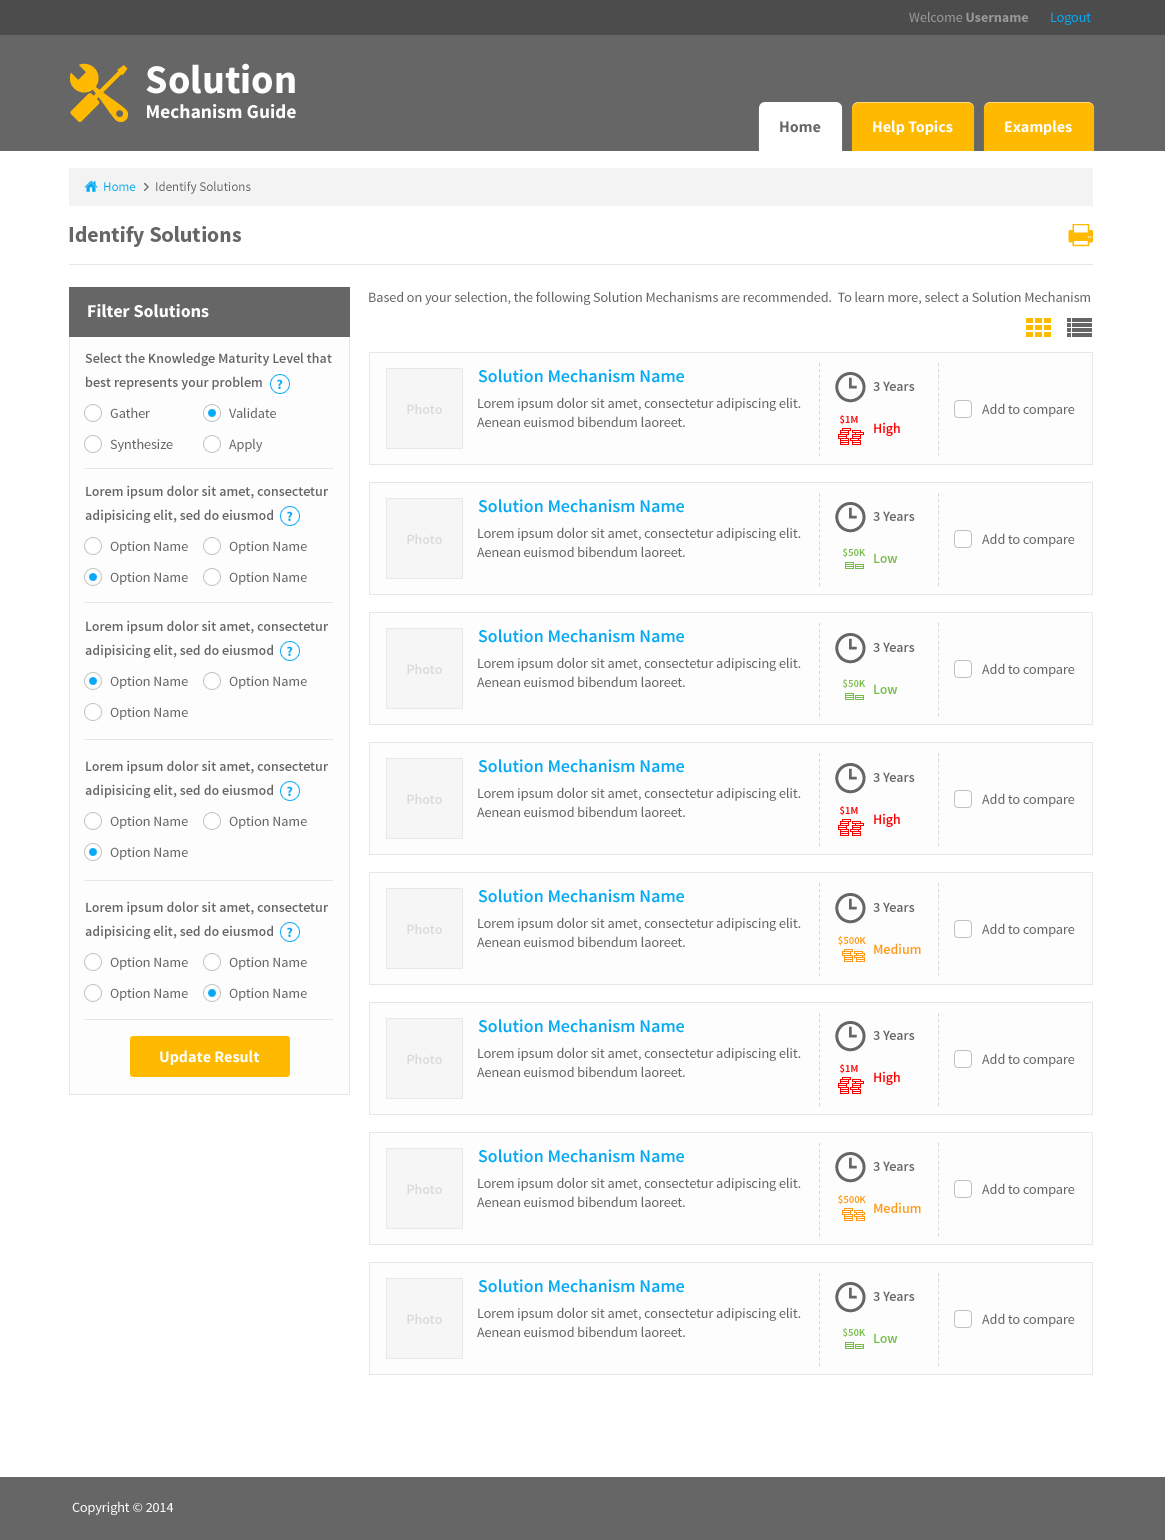 Welcome Username Logout
Solution
Mechanism Guide
Home Help Topics Examples
Home > Identify Solutions
Identify Solutions
Filter Solutions
Select the Knowledge Maturity Level that
best represents your problem ?
Gather Validate
Synthesize Apply
Lorem ipsum dolor sit amet, consectetur
adipisicing elit, sed do eiusmod ?
Option Name Option Name
Option Name Option Name
Lorem ipsum dolor sit amet, consectetur
adipisicing elit, sed do eiusmod ?
Option Name Option Name
Option Name
Lorem ipsum dolor sit amet, consectetur
adipisicing elit, sed do eiusmod ?
Option Name Option Name
Option Name
Lorem ipsum dolor sit amet, consectetur
adipisicing elit, sed do eiusmod ?
Option Name Option Name
Option Name Option Name
Update Result
Based on your selection, the following Solution Mechanisms are recommended. To learn more, select a Solution Mechanism
Photo
Solution Mechanism Name
Lorem ipsum dolor sit amet, consectetur adipiscing elit.
Aenean euismod bibendum laoreet.
3 Years
$1M
High
Add to compare
Photo
Solution Mechanism Name
Lorem ipsum dolor sit amet, consectetur adipiscing elit.
Aenean euismod bibendum laoreet.
3 Years
$50K
Low
Add to compare
Photo
Solution Mechanism Name
Lorem ipsum dolor sit amet, consectetur adipiscing elit.
Aenean euismod bibendum laoreet.
3 Years
$50K
Low
Add to compare
Photo
Solution Mechanism Name
Lorem ipsum dolor sit amet, consectetur adipiscing elit.
Aenean euismod bibendum laoreet.
3 Years
$1M
High
Add to compare
Photo
Solution Mechanism Name
Lorem ipsum dolor sit amet, consectetur adipiscing elit.
Aenean euismod bibendum laoreet.
3 Years
$500K
Medium
Add to compare
Photo
Solution Mechanism Name
Lorem ipsum dolor sit amet, consectetur adipiscing elit.
Aenean euismod bibendum laoreet.
3 Years
$1M
High
Add to compare
Photo
Solution Mechanism Name
Lorem ipsum dolor sit amet, consectetur adipiscing elit.
Aenean euismod bibendum laoreet.
3 Years
$500K
Medium
Add to compare
Photo
Solution Mechanism Name
Lorem ipsum dolor sit amet, consectetur adipiscing elit.
Aenean euismod bibendum laoreet.
3 Years
$50K
Low
Add to compare
Copyright © 2014